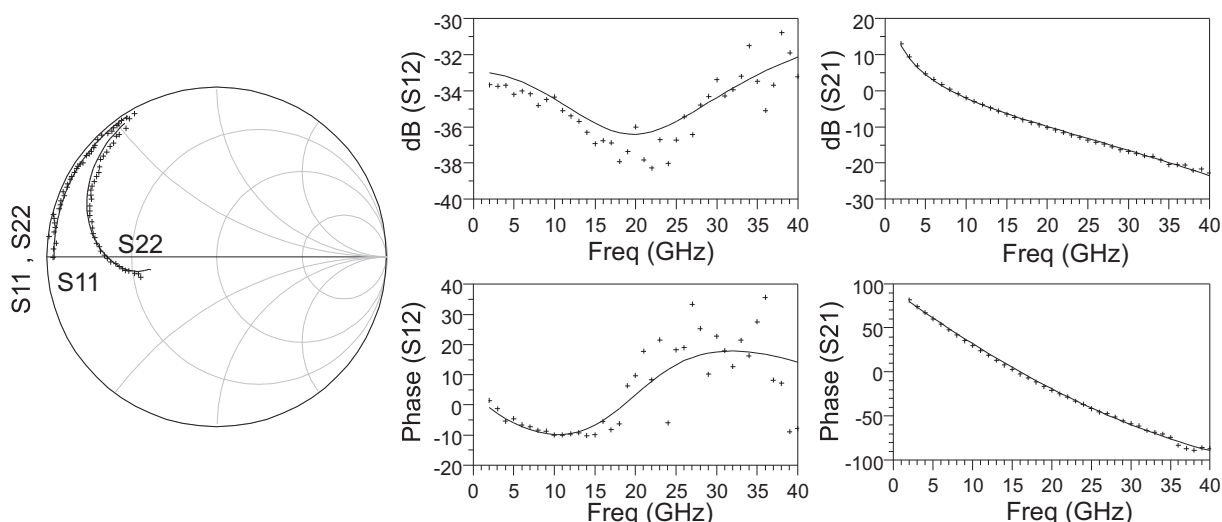 S11 , S22
S22
S11
dB (S12)
-30
-32
-34
-36
-38
-40
0 5 10 15 20 25 30 35 40
Freq (GHz)
dB (S21)
21
10
0
-10
-20
-30
0 5 10 15 20 25 30 35 40
Freq (GHz)
Phase (S12)
40
30
20
10
0
-10
-20
0 5 10 15 20 25 30 35 40
Freq (GHz)
Phase (S21)
100
50
0
-50
-100
0 5 10 15 20 25 30 35 40
Freq (GHz)